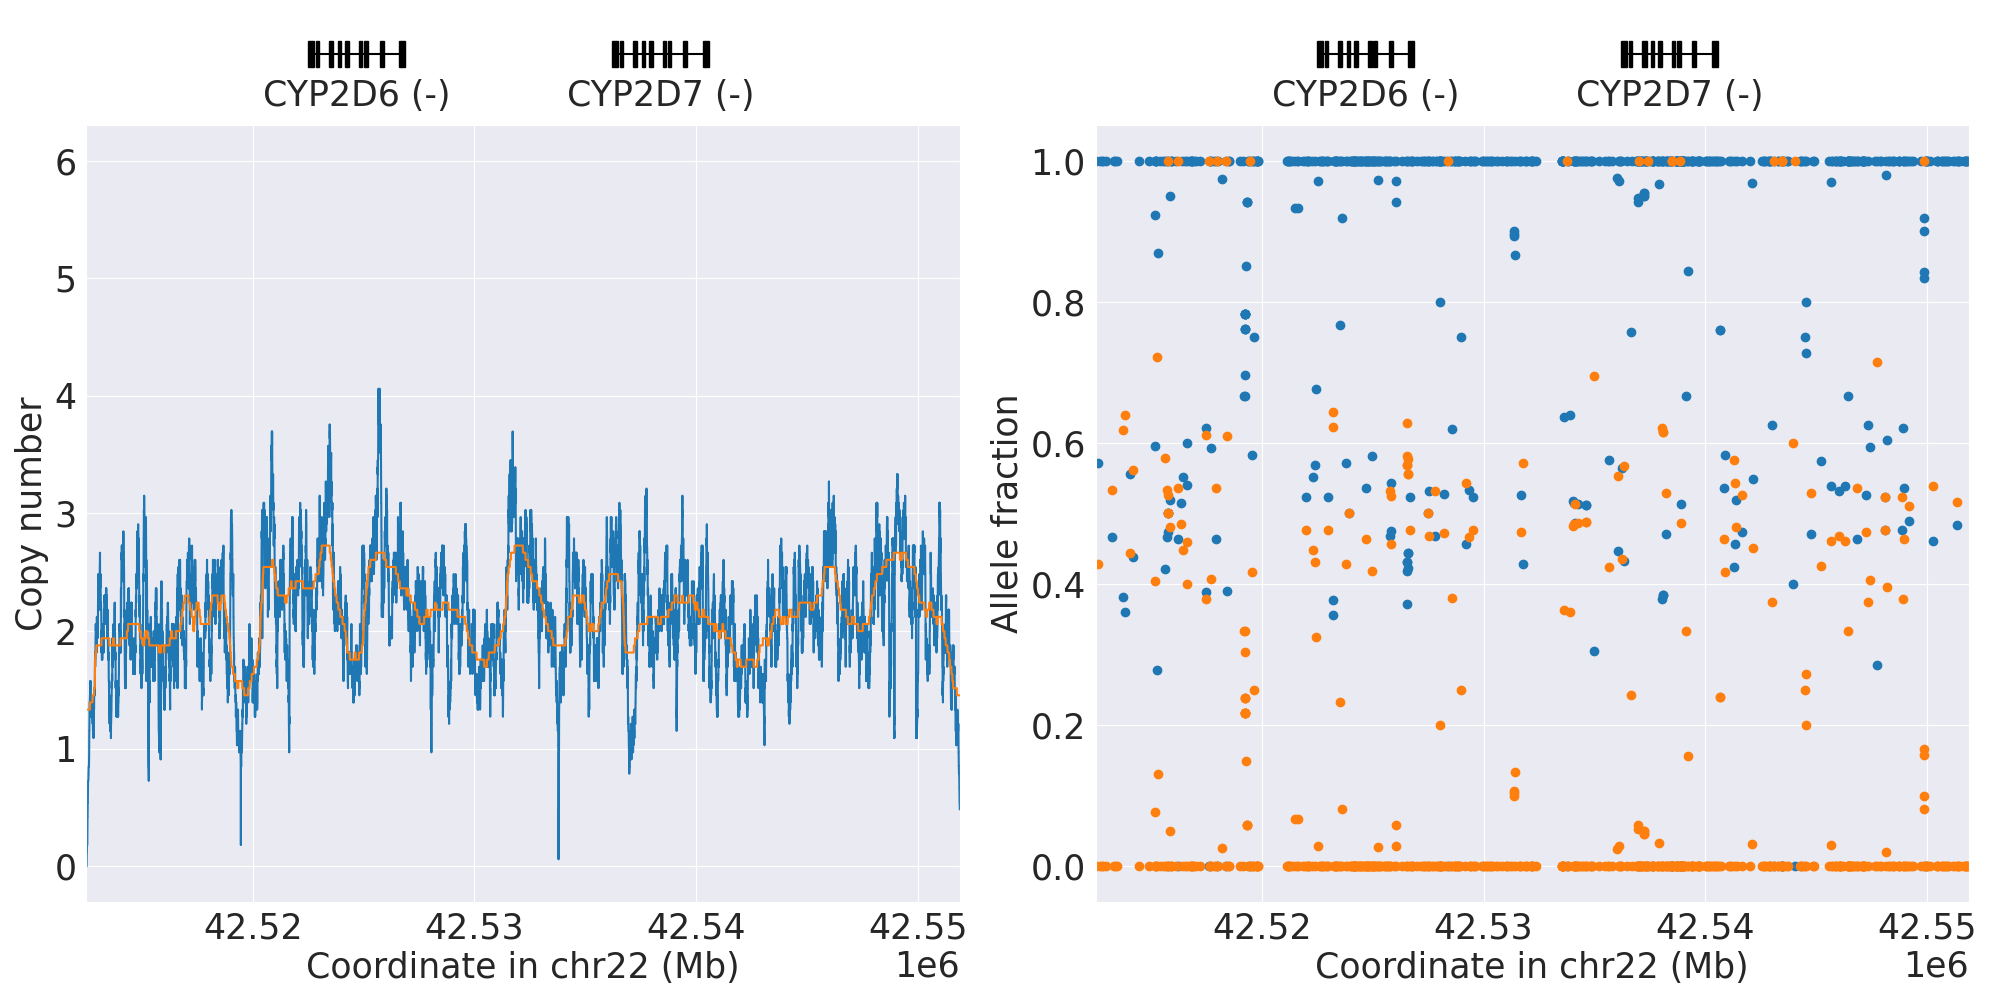 CYP2D6 (-) CYP2D7 (-)
6
5
4
3
2
1
0
Copy number
42.52 42.53 42.54 42.55
Coordinate in chr22 (Mb) 1e6
CYP2D6 (-) CYP2D7 (-)
1.0
0.8
0.6
0.4
0.2
0.0
Allele fraction
42.52 42.53 42.54 42.55
Coordinate in chr22 (Mb) 1e6